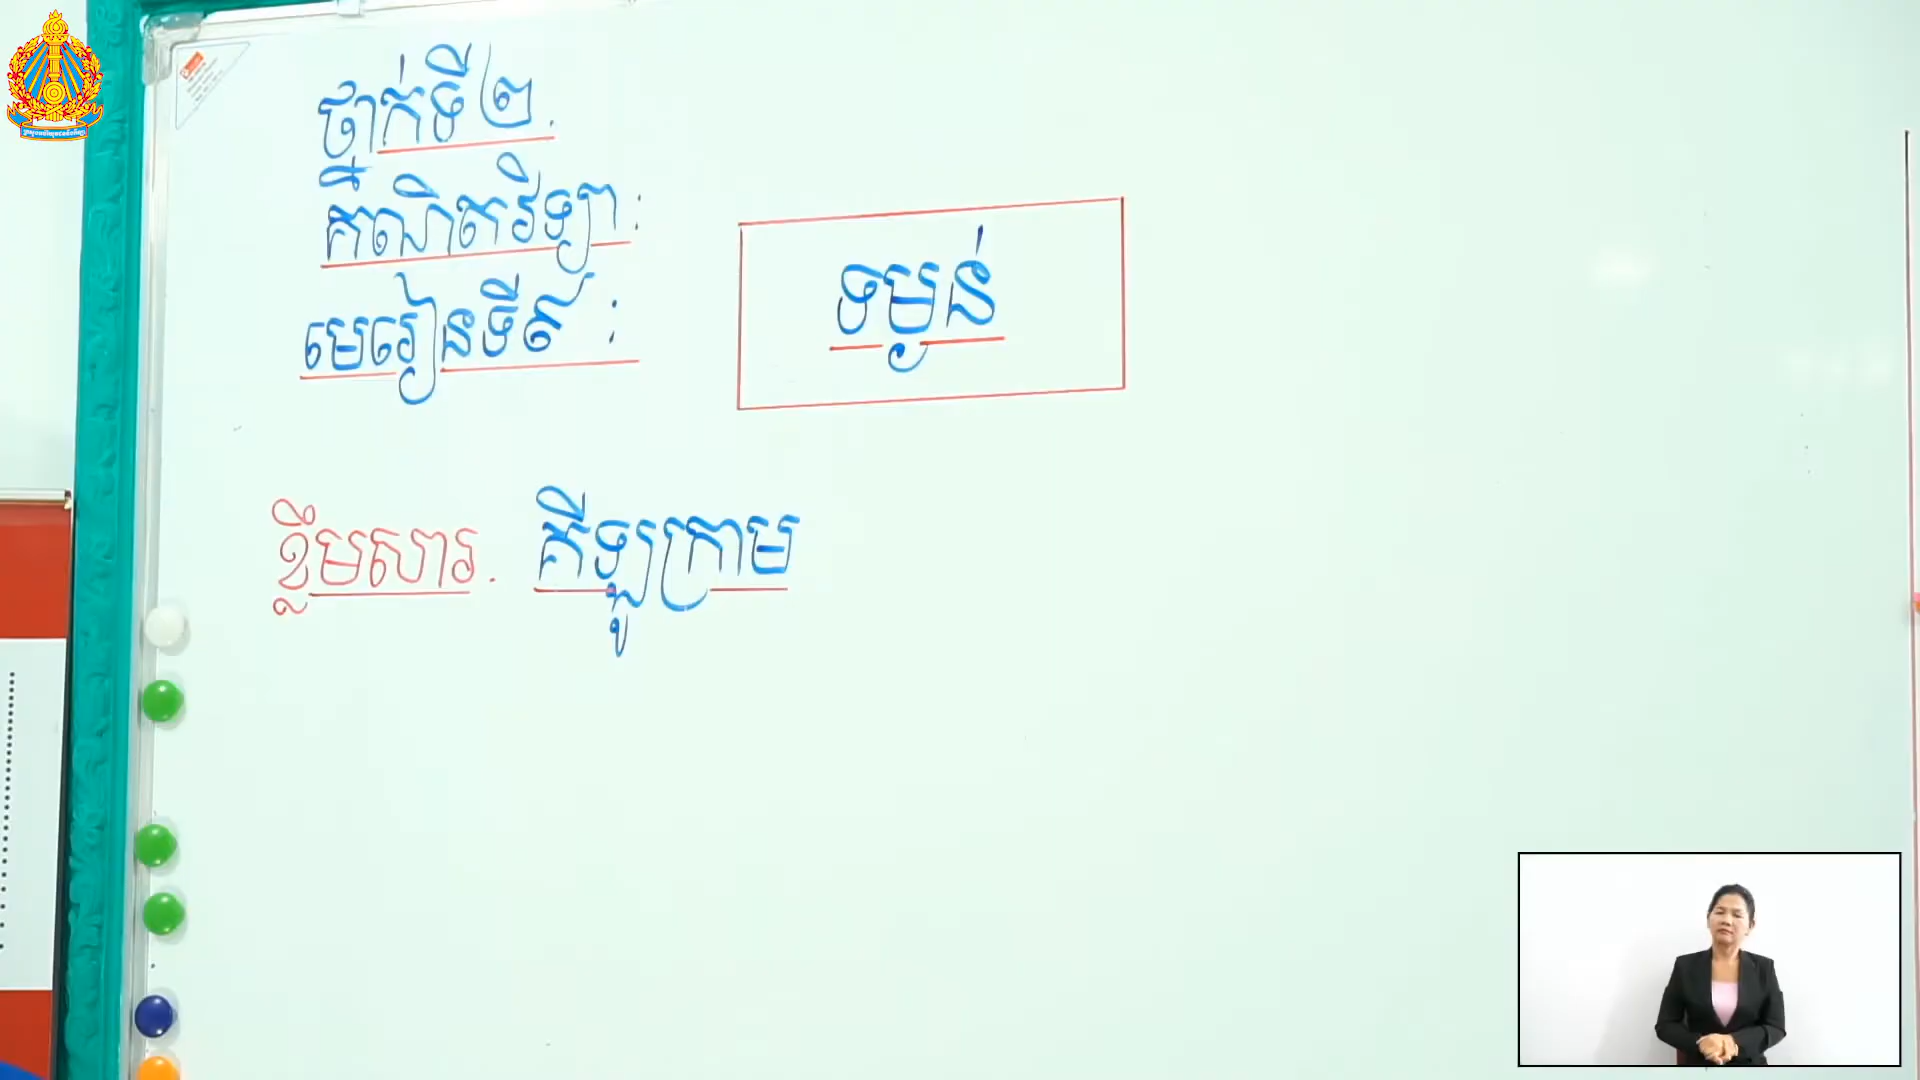 ថ្នាក់ទី២.
គណិតវិទ្យា :
មេរៀនទី៩ :
ទម្ងន់
ខ្លឹមសារ. គីឡូក្រាម